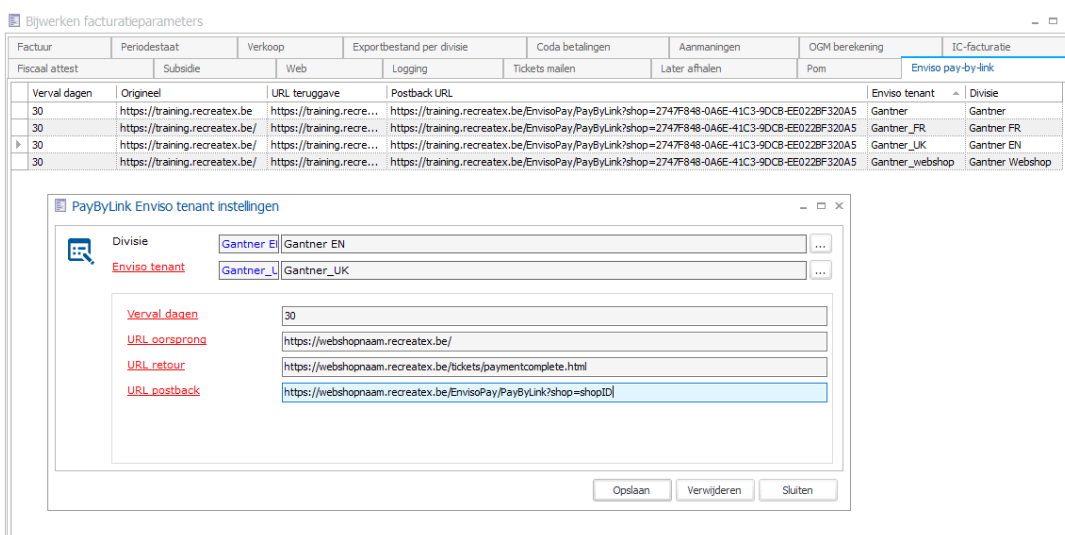 Bijwerken facturatieparameters
Factuur Periodestaat Verkoop Exportbestand per divisie Coda betalingen Aanmaningen OGM berekening IC-facturatie
Fiscaal attest Subsidie Web Logging Tickets mailen Later afhalen Pom Enviso pay-by-link
Verval dagen Origineel URL teruggave Postback URL Enviso tenant Divisie
30 https://training.recreatex.be https://training.recre... https://training.recreatex.be/EnvisoPay/PayByLink?shop=2747F848-0A6E-41C3-9DCB-EE022BF320A5 Gantner Gantner
30 https://training.recreatex.be/ https://training.recre... https://training.recreatex.be/EnvisoPay/PayByLink?shop=2747F848-0A6E-41C3-9DCB-EE022BF320A5 Gantner_FR Gantner FR
30 https://training.recreatex.be/ https://training.recre... https://training.recreatex.be/EnvisoPay/PayByLink?shop=2747F848-0A6E-41C3-9DCB-EE022BF320A5 Gantner_UK Gantner EN
30 https://training.recreatex.be/ https://training.recre... https://training.recreatex.be/EnvisoPay/PayByLink?shop=2747F848-0A6E-41C3-9DCB-EE022BF320A5 Gantner_webshop Gantner Webshop
PayByLink Enviso tenant instellingen
Divisie Gantner EI Gantner EN ...
Enviso tenant Gantner_U Gantner_UK ...
Verval dagen 30
URL oorsprong https://webshopnaam.recreatex.be/
URL retour https://webshopnaam.recreatex.be/tickets/paymentcomplete.html
URL postback https://webshopnaam.recreatex.be/EnvisoPay/PayByLink?shop=shopID
Opslaan Verwijderen Sluiten